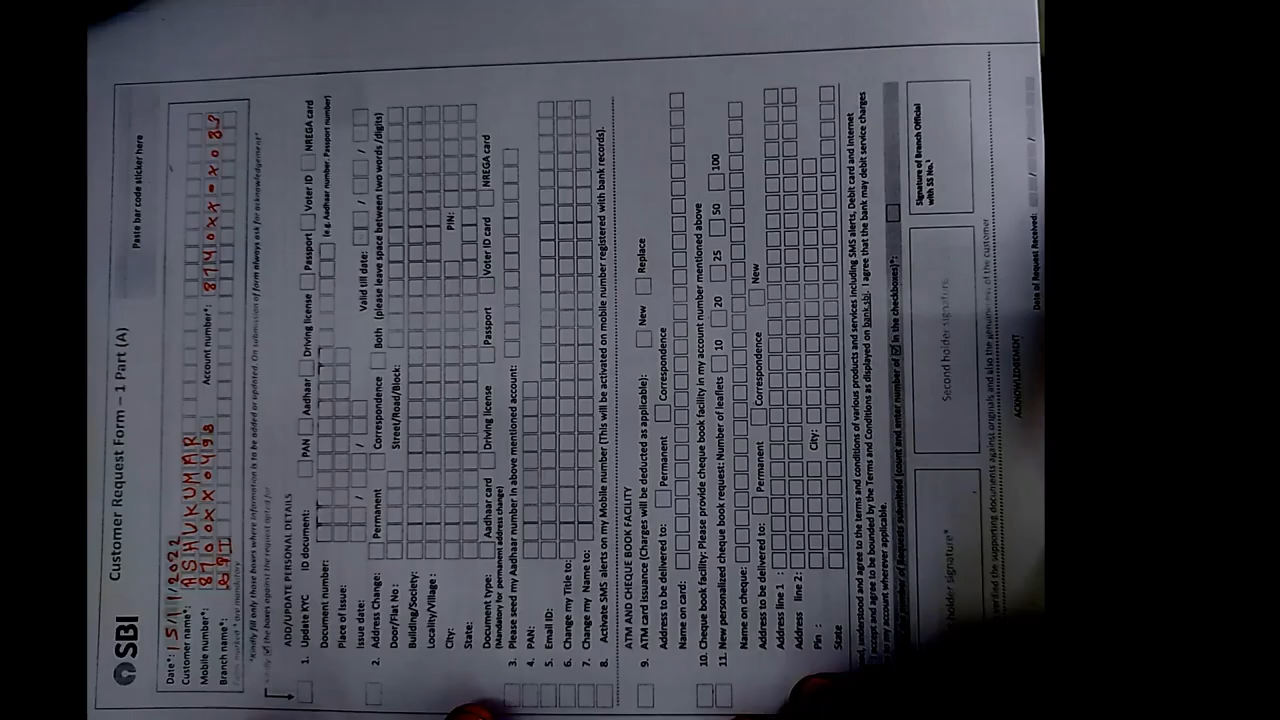 SBI
Customer Request Form – 1 Part (A)
Paste bar code sticker here
Date*: 15/11/2022
Customer name*: ASHUKUMAR
Mobile number*: 8700XX0498 Account number*: 8740XX-X082
Branch name*:
*Kindly fill only those boxes where information is to be added or updated. On submission of form always ask for acknowledgement*
the boxes against the request opted for
ADD/UPDATE PERSONAL DETAILS
1. Update KYC ID document: PAN Aadhaar Driving license Passport Voter ID NREGA card
Document number: (e.g. Aadhaar number, Passport number)
Place of Issue:
Issue date: / / Valid till date: / /
2. Address Change: Permanent Correspondence Both (please leave space between two words /digits)
Door/Flat No : Street/Road/Block:
Building/Society:
Locality/Village :
City: PIN:
State:
Document type: Aadhaar card Driving license Passport Voter ID card NREGA card
(Mandatory for permanent address change)
3. Please seed my Aadhaar number in above mentioned account:
4. PAN:
5. Email ID:
6. Change my Title to:
7. Change my Name to:
8. Activate SMS alerts on my Mobile number (This will be activated on mobile number registered with bank records).
ATM AND CHEQUE BOOK FACILITY
9. ATM card issuance (Charges will be deducted as applicable): New Replace
Address to be delivered to: Permanent Correspondence
Name on card:
10. Cheque book facility: Please provide cheque book facility in my account number mentioned above
11. New personalized cheque book request: Number of leaflets 10 20 25 50 100
Name on cheque:
Address to be delivered to: Permanent Correspondence New
Address line 1 :
Address line 2:
Pin : City:
State
, understood and agree to the terms and conditions of various products and services including SMS alerts, Debit card and Internet
I accept and agree to be bounded by the Terms and Conditions as displayed on bank.sbi. I agree that the bank may debit service charges
my account wherever applicable.
number of requests submitted (count and enter number of ☑ in the checkboxes)*:
holder signature*
Second holder signature
Signature of Branch Official
with SS No.*
verified the supporting documents against originals and also the genuineness of the customer
ACKNOWLEDGEMENT
Date of Request Received: / /